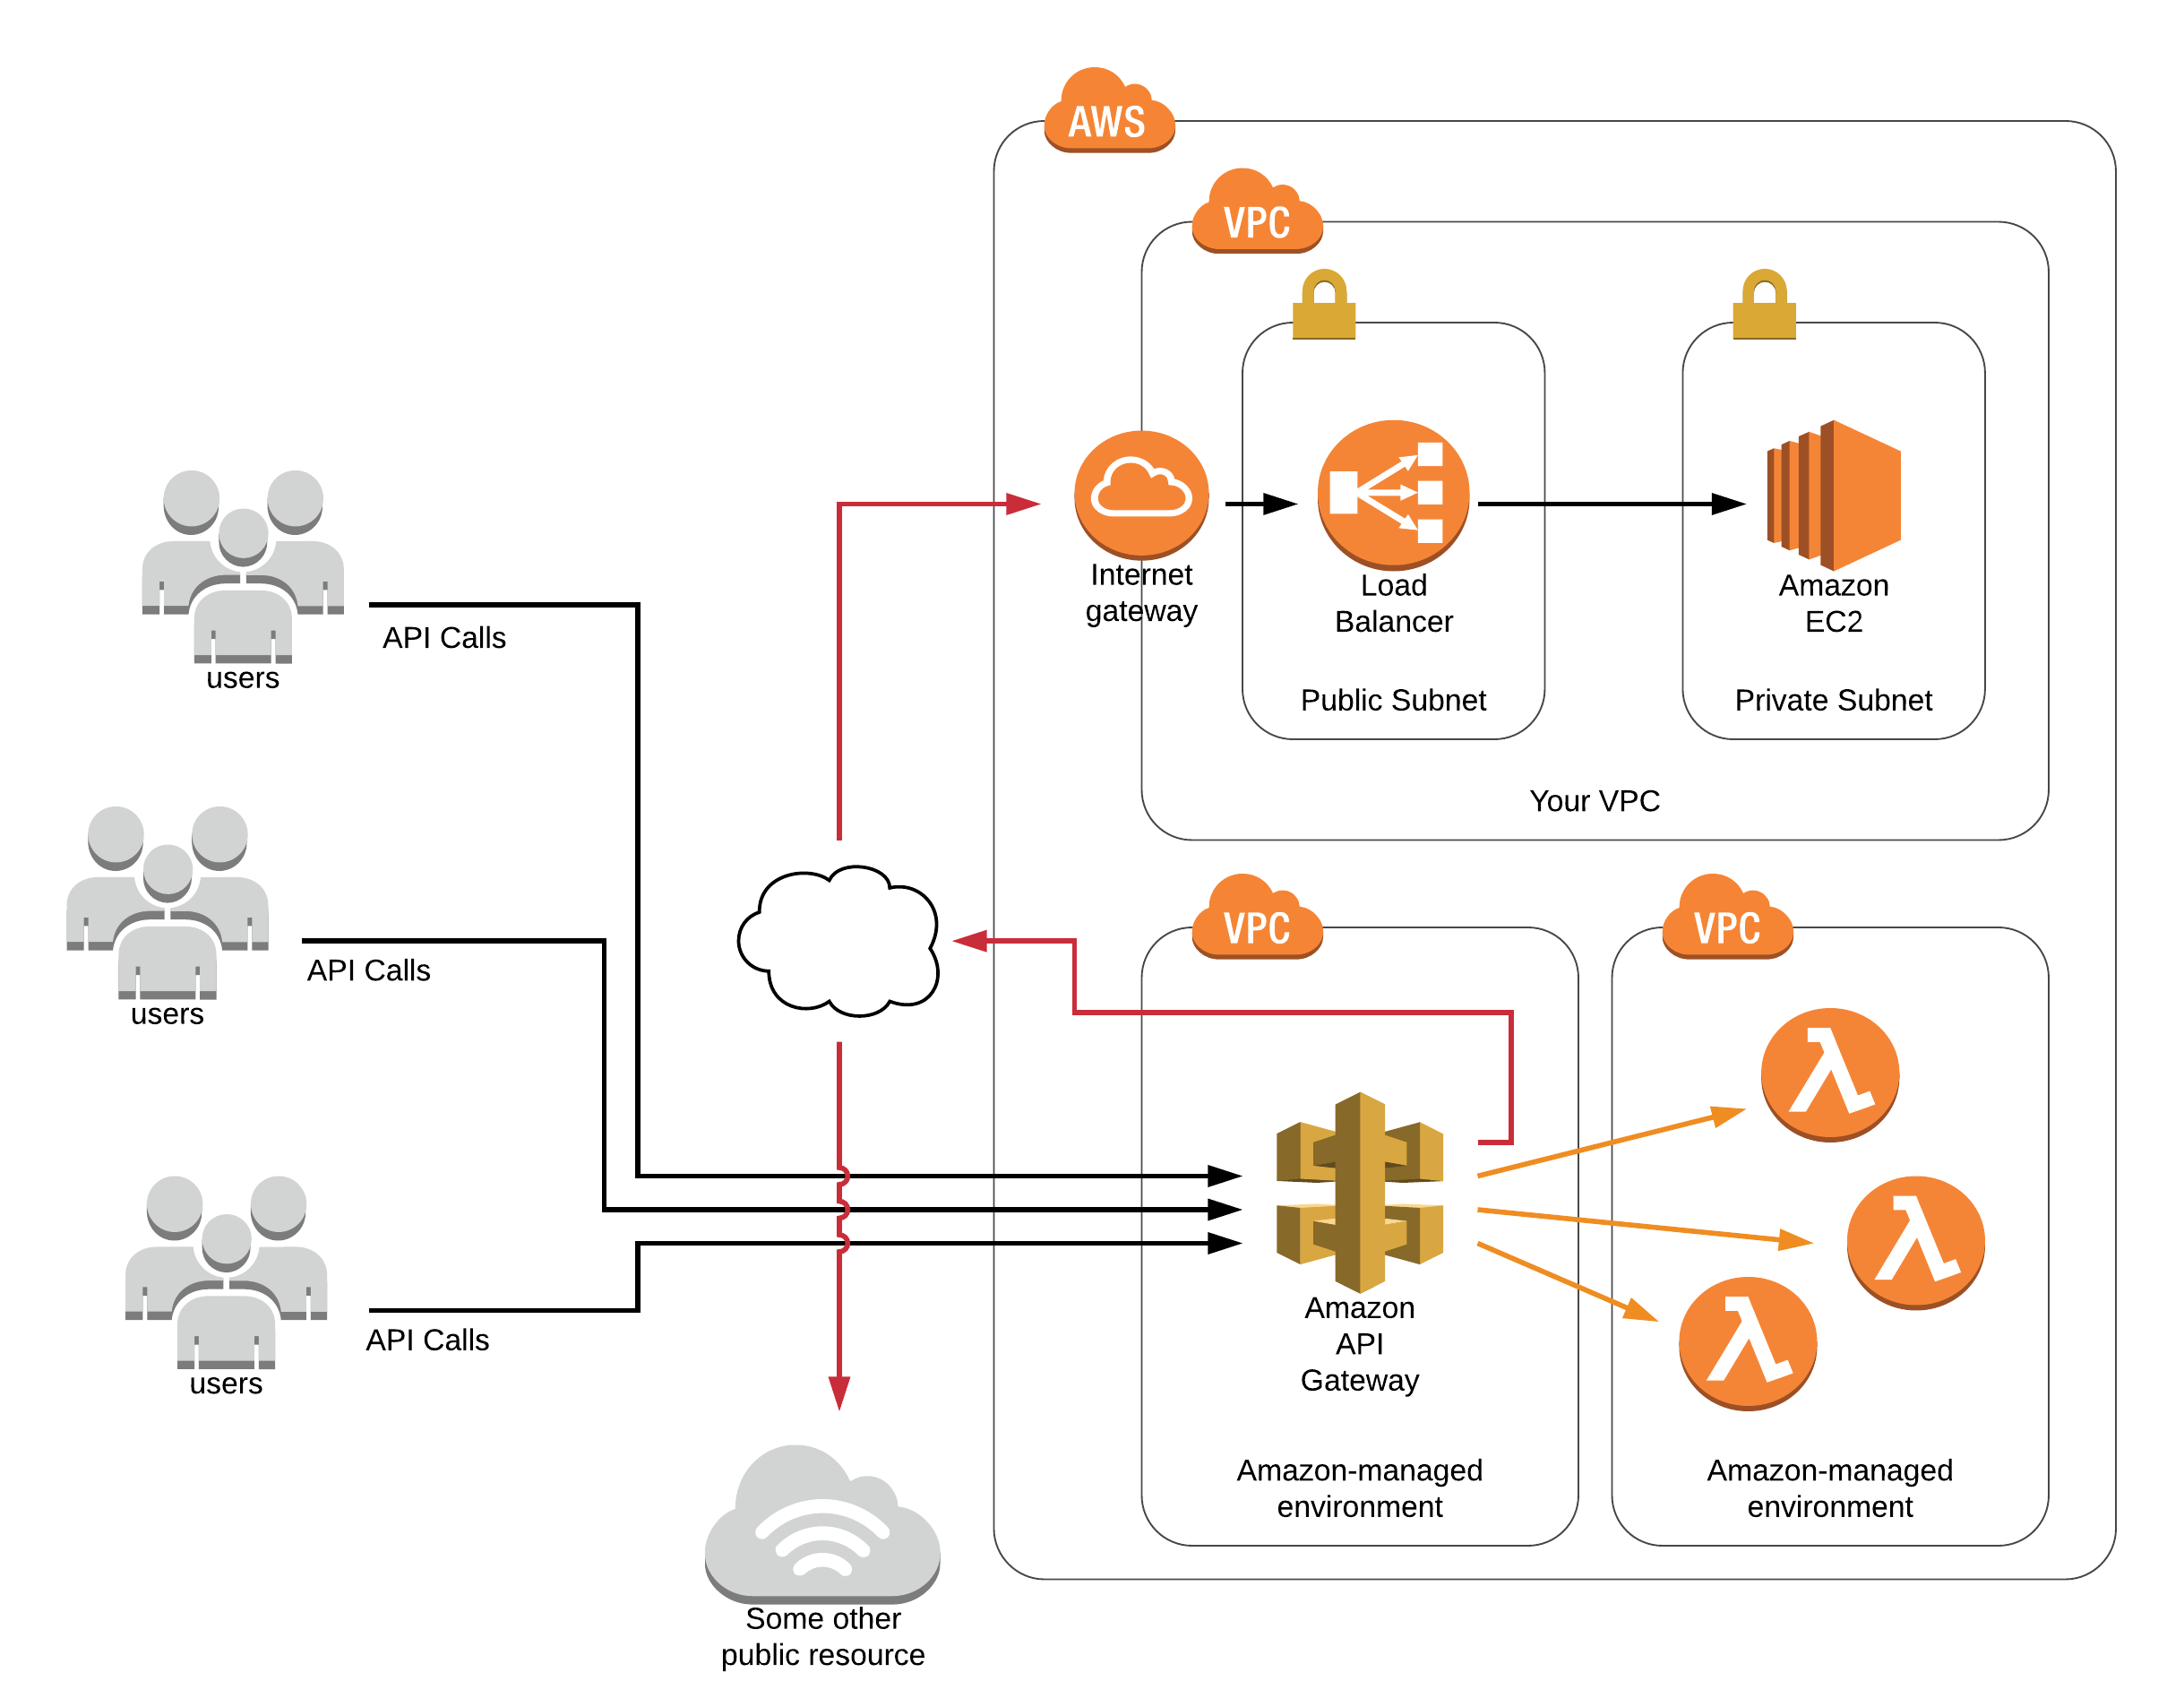 AWS
VPC
Internet
gateway
Load
Balancer
Amazon
EC2
Public Subnet
Private Subnet
Your VPC
API Calls
users
API Calls
users
API Calls
users
VPC
VPC
Amazon
API
Gateway
Amazon-managed
environment
Amazon-managed
environment
Some other
public resource